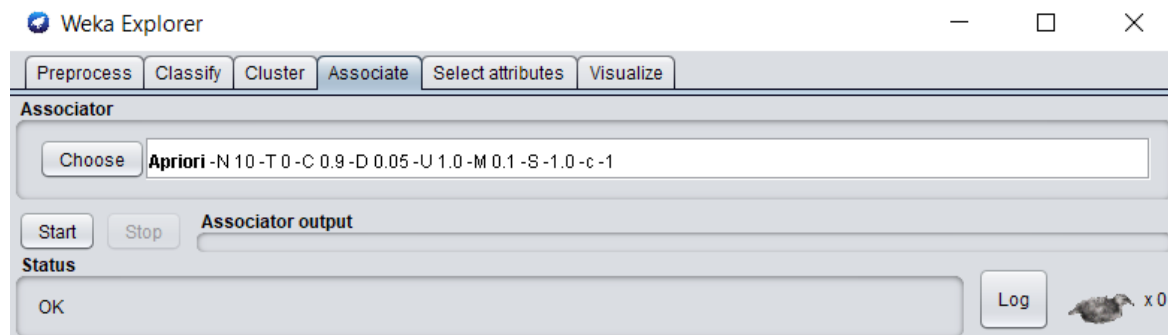 Weka Explorer
Preprocess Classify Cluster Associate Select attributes Visualize
Associator
Choose Apriori -N 10 -T 0 -C 0.9 -D 0.05 -U 1.0 -M 0.1 -S -1.0 -c -1
Start Stop Associator output
Status
OK Log x 0